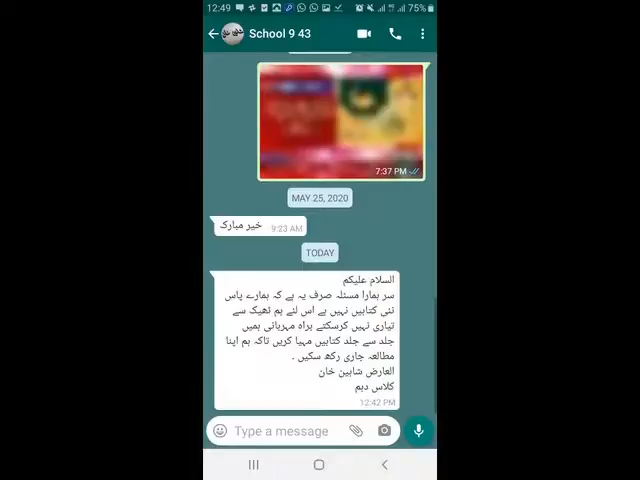 12:49
75%
School 9 43
7:37 PM
MAY 25, 2020
خیر مبارک
9:23 AM
TODAY
السلام علیکم
سر ہمارا مسئلہ صرف یہ ہے کہ ہمارے پاس
نئی کتابیں نہیں ہے اس لئے ہم ٹھیک سے
تیاری نہیں کرسکتے براہ مہربانی ہمیں
جلد سے جلد کتابیں مہیا کریں تاکہ ہم اپنا
مطالعہ جاری رکھ سکیں ۔
العارض شاہین خان
کلاس دہم
12:42 PM
Type a message